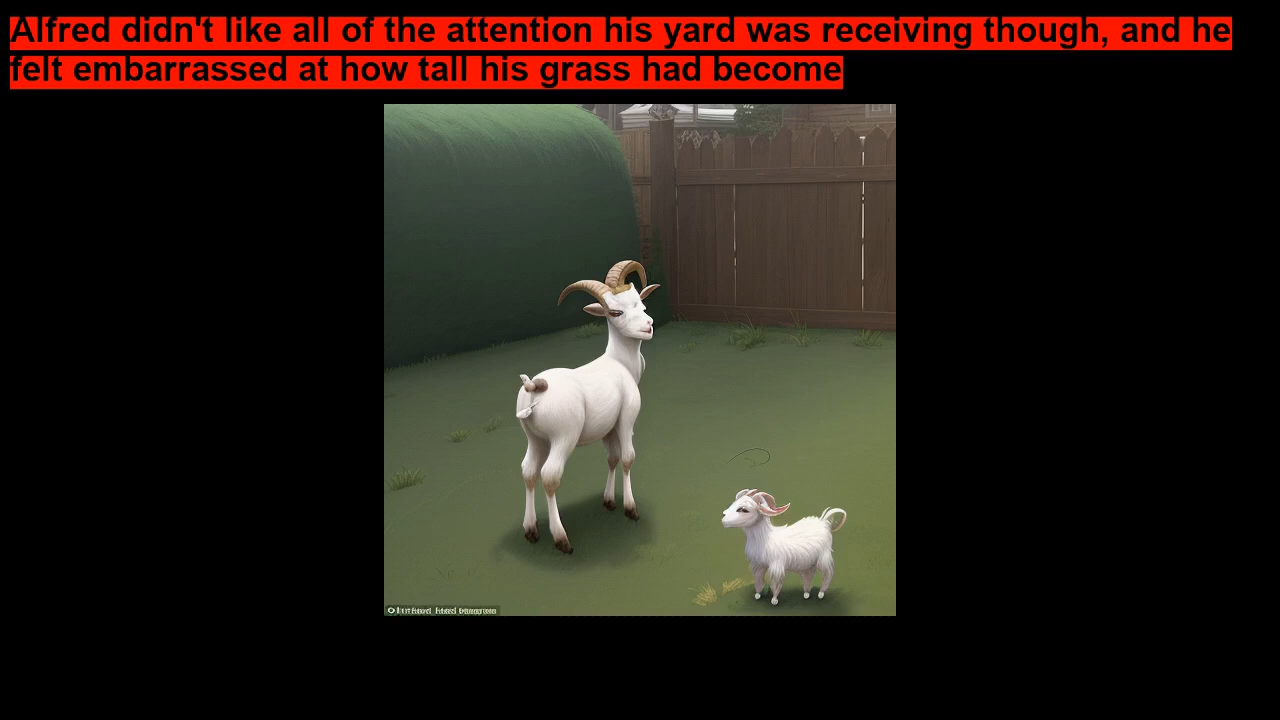 Alfred didn't like all of the attention his yard was receiving though, and he
felt embarrassed at how tall his grass had become